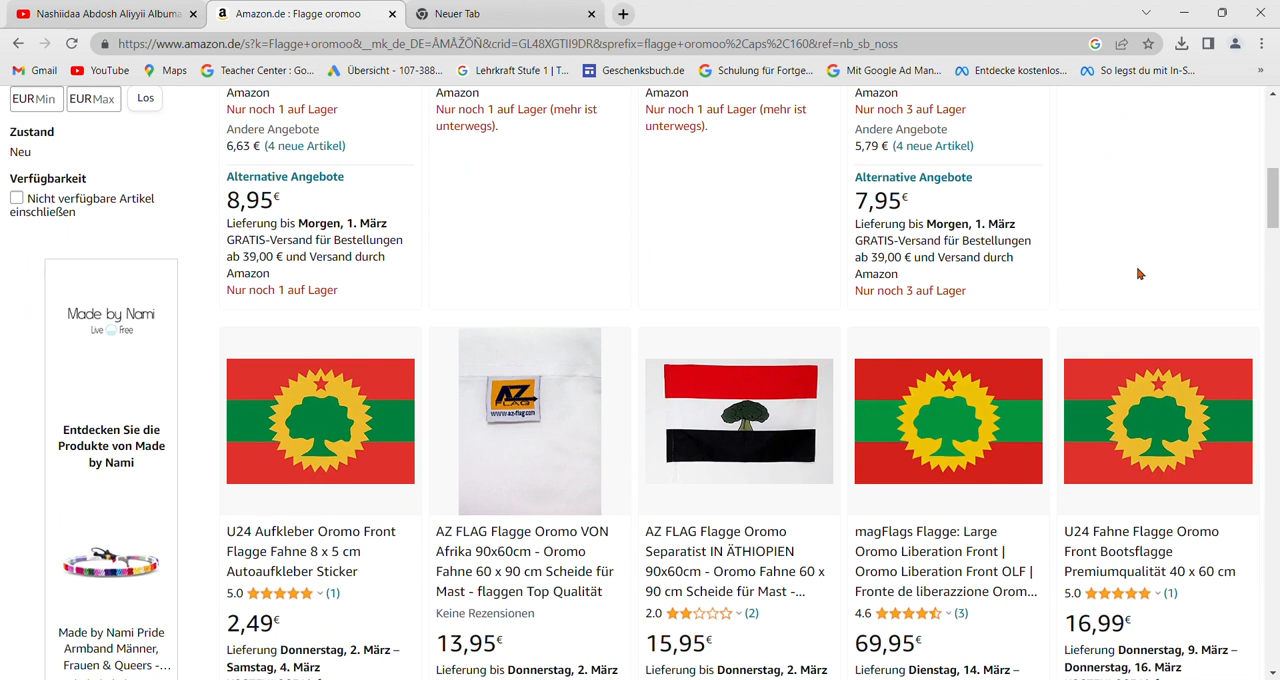 Nashiidaa Abdosh Aliyyii Albuma
Amazon.de : Flagge oromoo
Neuer Tab
https://www.amazon.de/s?k=Flagge+oromoo&__mk_de_DE=ÅMÅŽÕÑ&crid=GL8IXGTII9DR&sprefix=flagge+oromoo%2Caps%2C160&ref=nb_sb_noss
Gmail
YouTube
Maps
Teacher Center : Go...
Übersicht - 107-388...
Lehrkraft Stufe 1 | T...
Geschenksbuch.de
Schulung für Fortge...
Mit Google Ad Man...
Entdecke kostenlos...
So legst du mit In-S...
»
EUR Min
EUR Max
Los
Zustand
Neu
Verfügbarkeit
Nicht verfügbare Artikel
einschließen
Made by Nami
Live Free
Entdecken Sie die
Produkte von Made
by Nami
Made by Nami Pride
Armband Männer,
Frauen & Queers -...
Amazon
Nur noch 1 auf Lager
Andere Angebote
6,63 € (4 neue Artikel)
Alternative Angebote
8,95€
Lieferung bis Morgen, 1. März
GRATIS-Versand für Bestellungen
ab 39,00 € und Versand durch
Amazon
Nur noch 1 auf Lager
Amazon
Nur noch 1 auf Lager (mehr ist
unterwegs).
Amazon
Nur noch 1 auf Lager (mehr ist
unterwegs).
Amazon
Nur noch 3 auf Lager
Andere Angebote
5,79 € (4 neue Artikel)
Alternative Angebote
7,95€
Lieferung bis Morgen, 1. März
GRATIS-Versand für Bestellungen
ab 39,00 € und Versand durch
Amazon
Nur noch 3 auf Lager
U24 Aufkleber Oromo Front
Flagge Fahne 8 x 5 cm
Autoaufkleber Sticker
5.0 (1)
2,49€
Lieferung Donnerstag, 2. März –
Samstag, 4. März
AZ
FLAG
www.az-flag.com
AZ FLAG Flagge Oromo VON
Afrika 90x60cm - Oromo
Fahne 60 x 90 cm Scheide für
Mast - flaggen Top Qualität
Keine Rezensionen
13,95€
Lieferung bis Donnerstag, 2. März
AZ FLAG Flagge Oromo
Separatist IN ÄTHIOPIEN
90x60cm - Oromo Fahne 60 x
90 cm Scheide für Mast -...
2.0 (2)
15,95€
Lieferung bis Donnerstag, 2. März
magFlags Flagge: Large
Oromo Liberation Front |
Oromo Liberation Front OLF |
Fronte de liberazzione Orom...
4.6 (3)
69,95€
Lieferung Dienstag, 14. März –
U24 Fahne Flagge Oromo
Front Bootsflagge
Premiumqualität 40 x 60 cm
5.0 (1)
16,99€
Lieferung Donnerstag, 9. März –
Donnerstag, 16. März